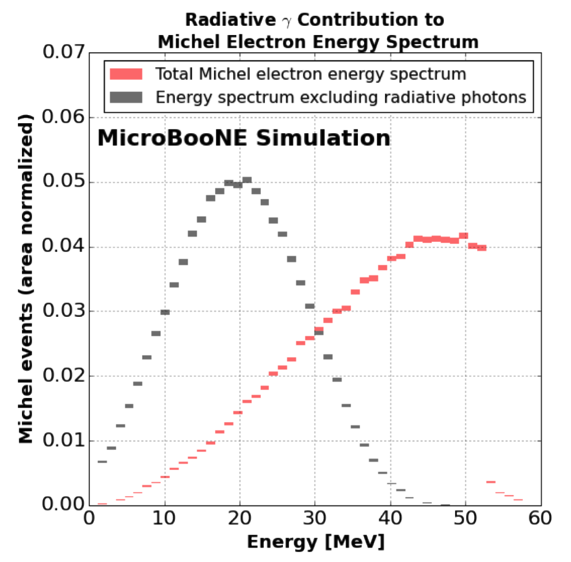 Radiative γ Contribution to
Michel Electron Energy Spectrum
Total Michel electron energy spectrum
Energy spectrum excluding radiative photons
MicroBooNE Simulation
Michel events (area normalized)
0.07
0.06
0.05
0.04
0.03
0.02
0.01
0.00
0 10 20 30 40 50 60
Energy [MeV]